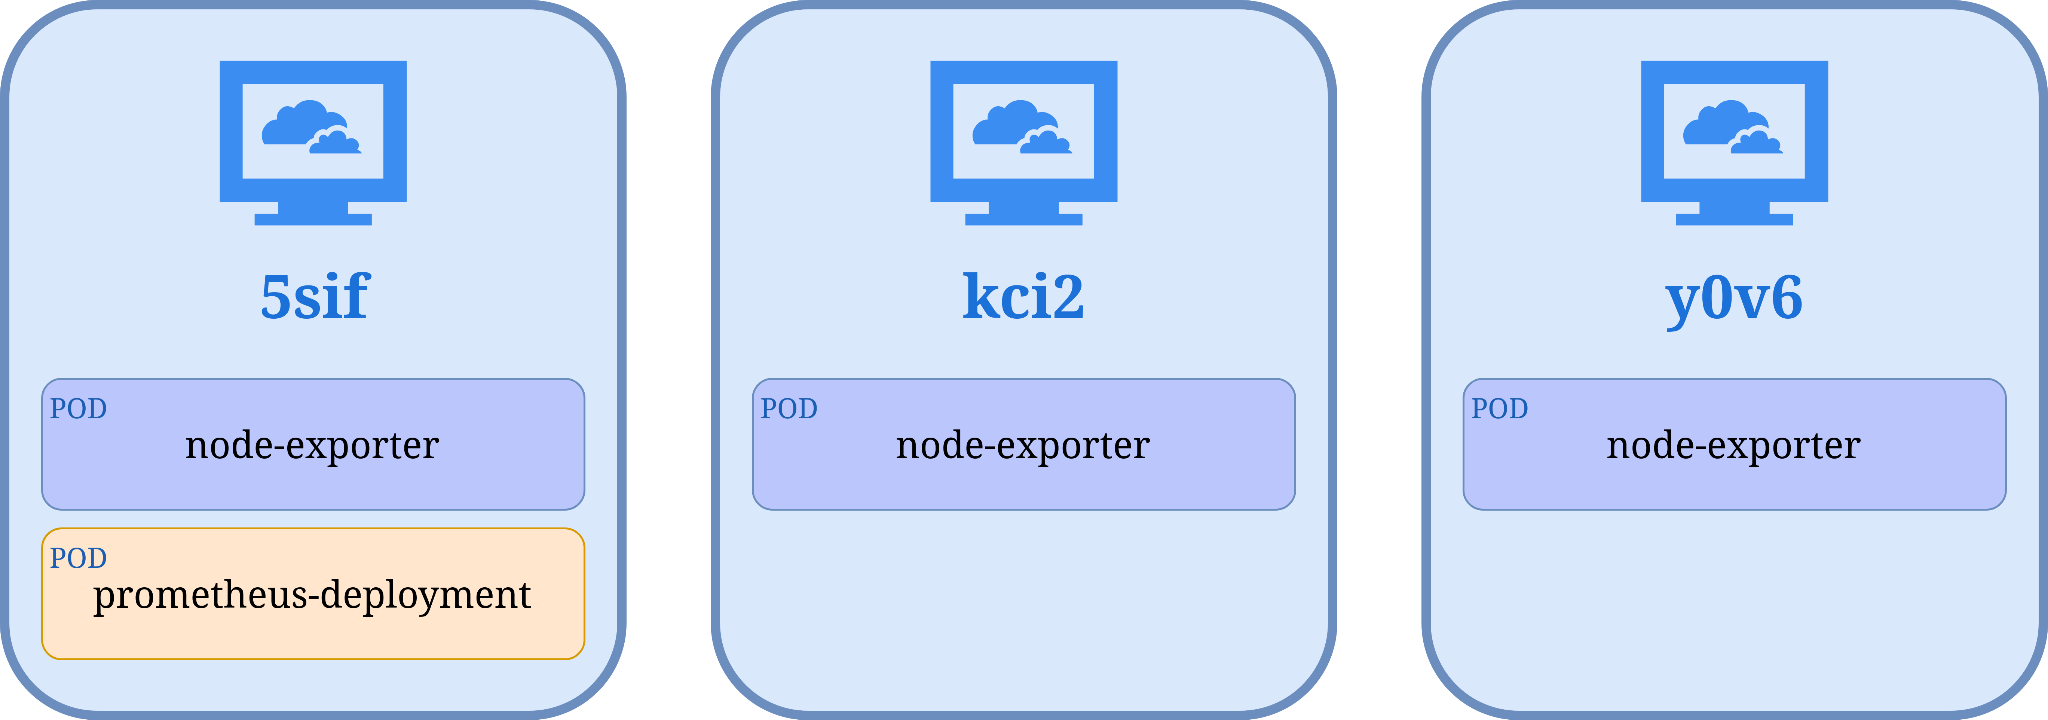 5sif
POD
node-exporter
POD
prometheus-deployment
kci2
POD
node-exporter
y0v6
POD
node-exporter